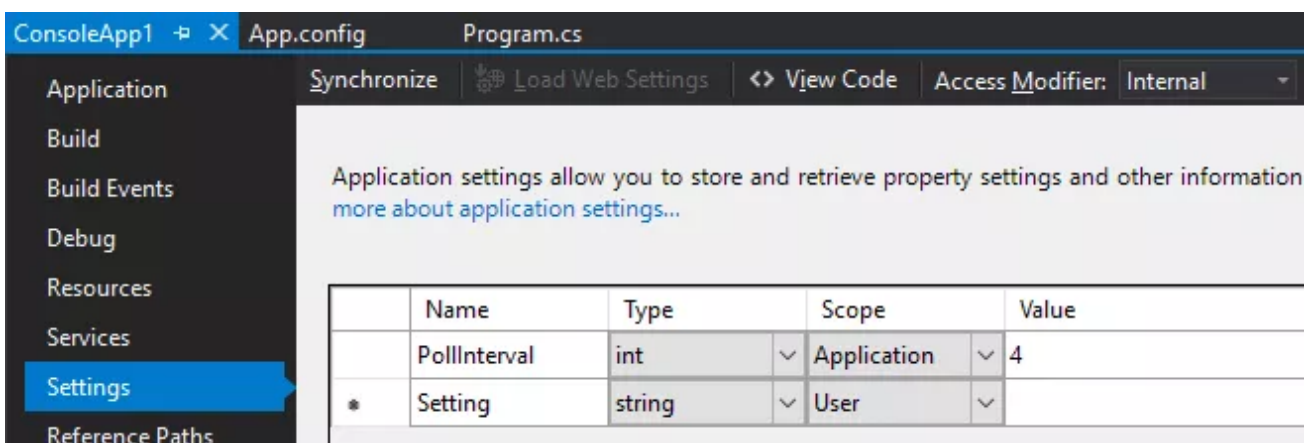 ConsoleApp1 App.config Program.cs
Application
Build
Build Events
Debug
Resources
Services
Settings
Reference Paths
Synchronize Load Web Settings <> View Code Access Modifier: Internal
Application settings allow you to store and retrieve property settings and other information
more about application settings...
Name Type Scope Value
PollInterval int Application 4
* Setting string User